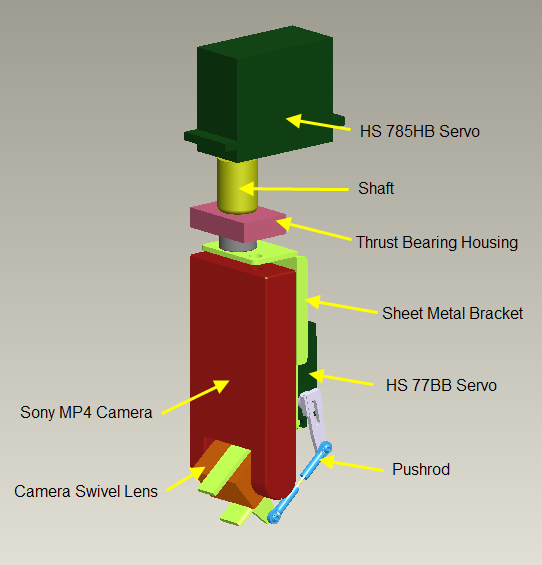 HS 785HB Servo
Shaft
Thrust Bearing Housing
Sheet Metal Bracket
HS 77BB Servo
Sony MP4 Camera
Pushrod
Camera Swivel Lens